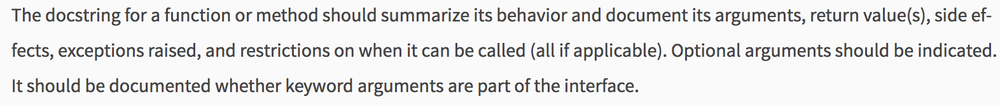 The docstring for a function or method should summarize its behavior and document its arguments, return value(s), side ef-
fects, exceptions raised, and restrictions on when it can be called (all if applicable). Optional arguments should be indicated.
It should be documented whether keyword arguments are part of the interface.